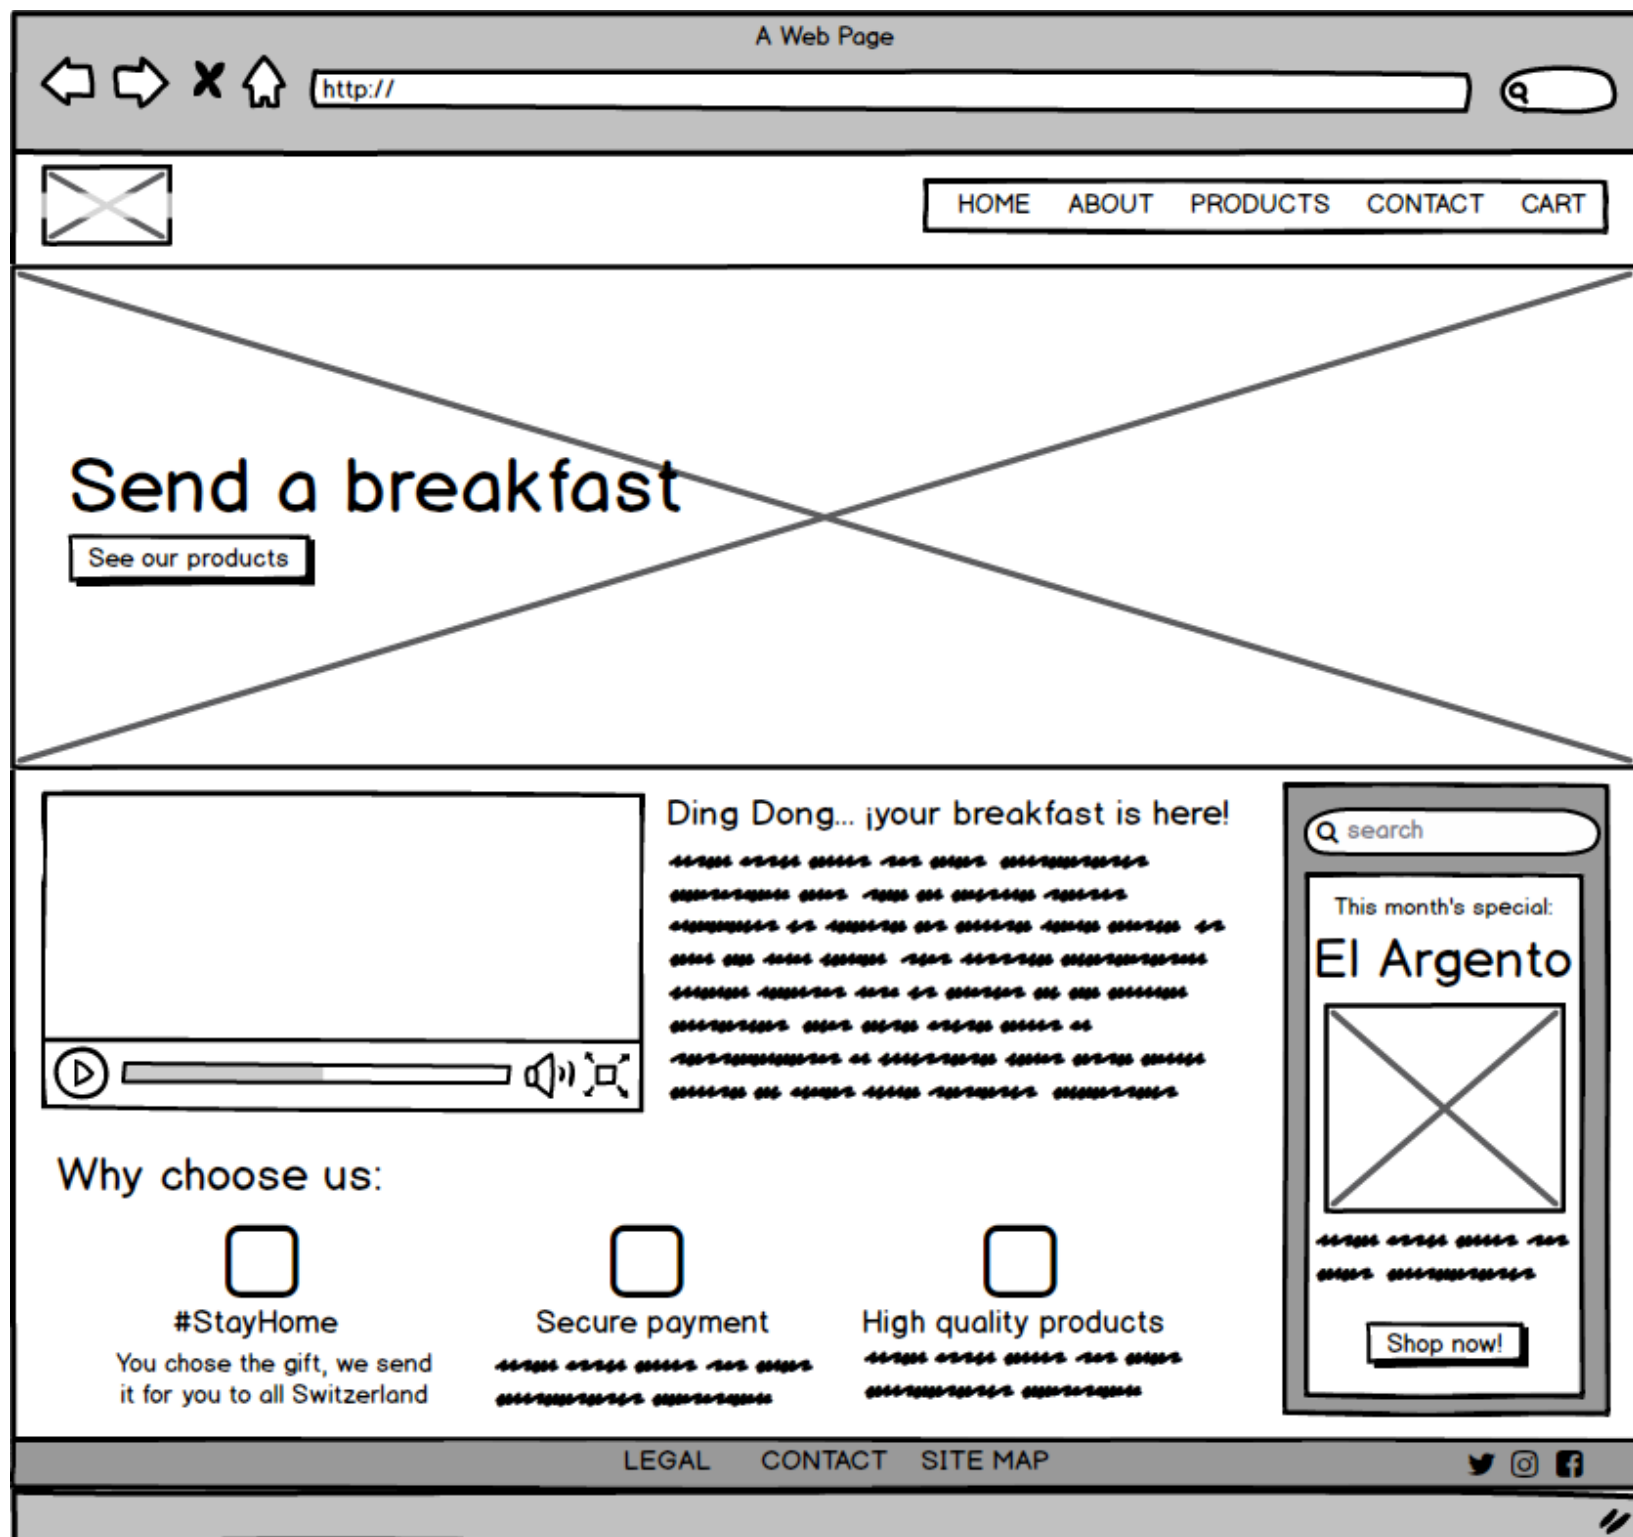 A Web Page
http://
HOME ABOUT PRODUCTS CONTACT CART
Send a breakfast
See our products
Ding Dong... ¡your breakfast is here!
search
This month's special:
El Argento
Shop now!
Why choose us:
#StayHome
You chose the gift, we send
it for you to all Switzerland
Secure payment
High quality products
LEGAL CONTACT SITE MAP